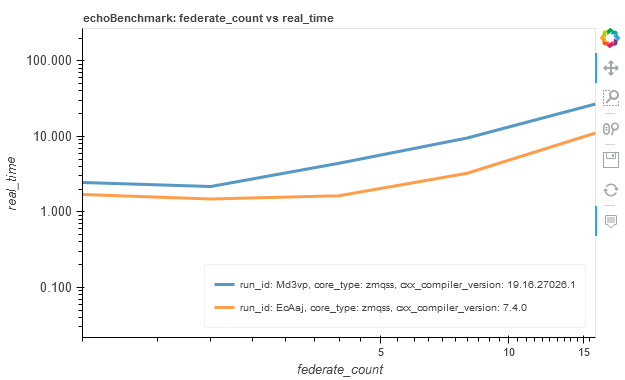 echoBenchmark: federate_count vs real_time
100.000
10.000
1.000
0.100
real_time
run_id: Md3vp, core_type: zmqss, cxx_compiler_version: 19.16.27026.1
run_id: EcAaj, core_type: zmqss, cxx_compiler_version: 7.4.0
5
10
15
federate_count